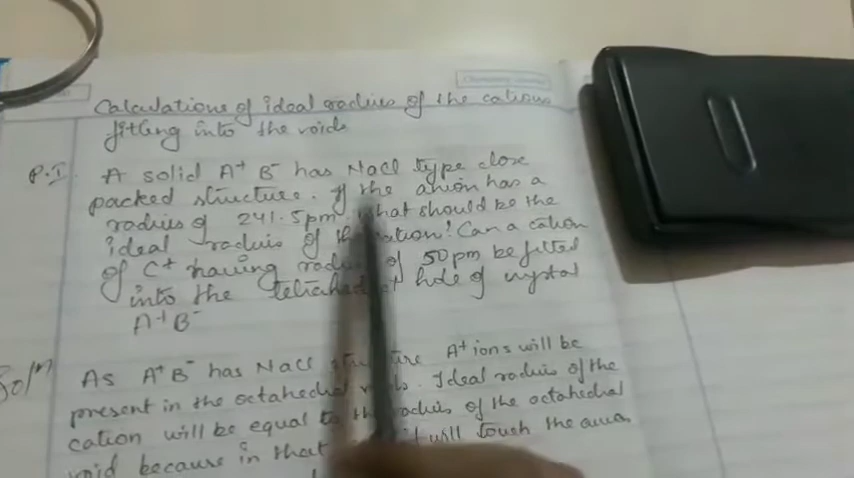 Calculations of ideal radius of the cations
fitting into the voids
P.I. A solid A+ B- has NaCl type close
packed structure. If the anion has a
radius of 241.5pm. What should be the
ideal radius of the cation? Can a cation
of C+ having radius of 50pm be fitted
into the hole of crystal
A+B-
Soln As A+B- has NaCl A+ ions will be
present in the octahedral Ideal radius of the
cation will be equal to the radius of the octahedral
void because in that will touch the